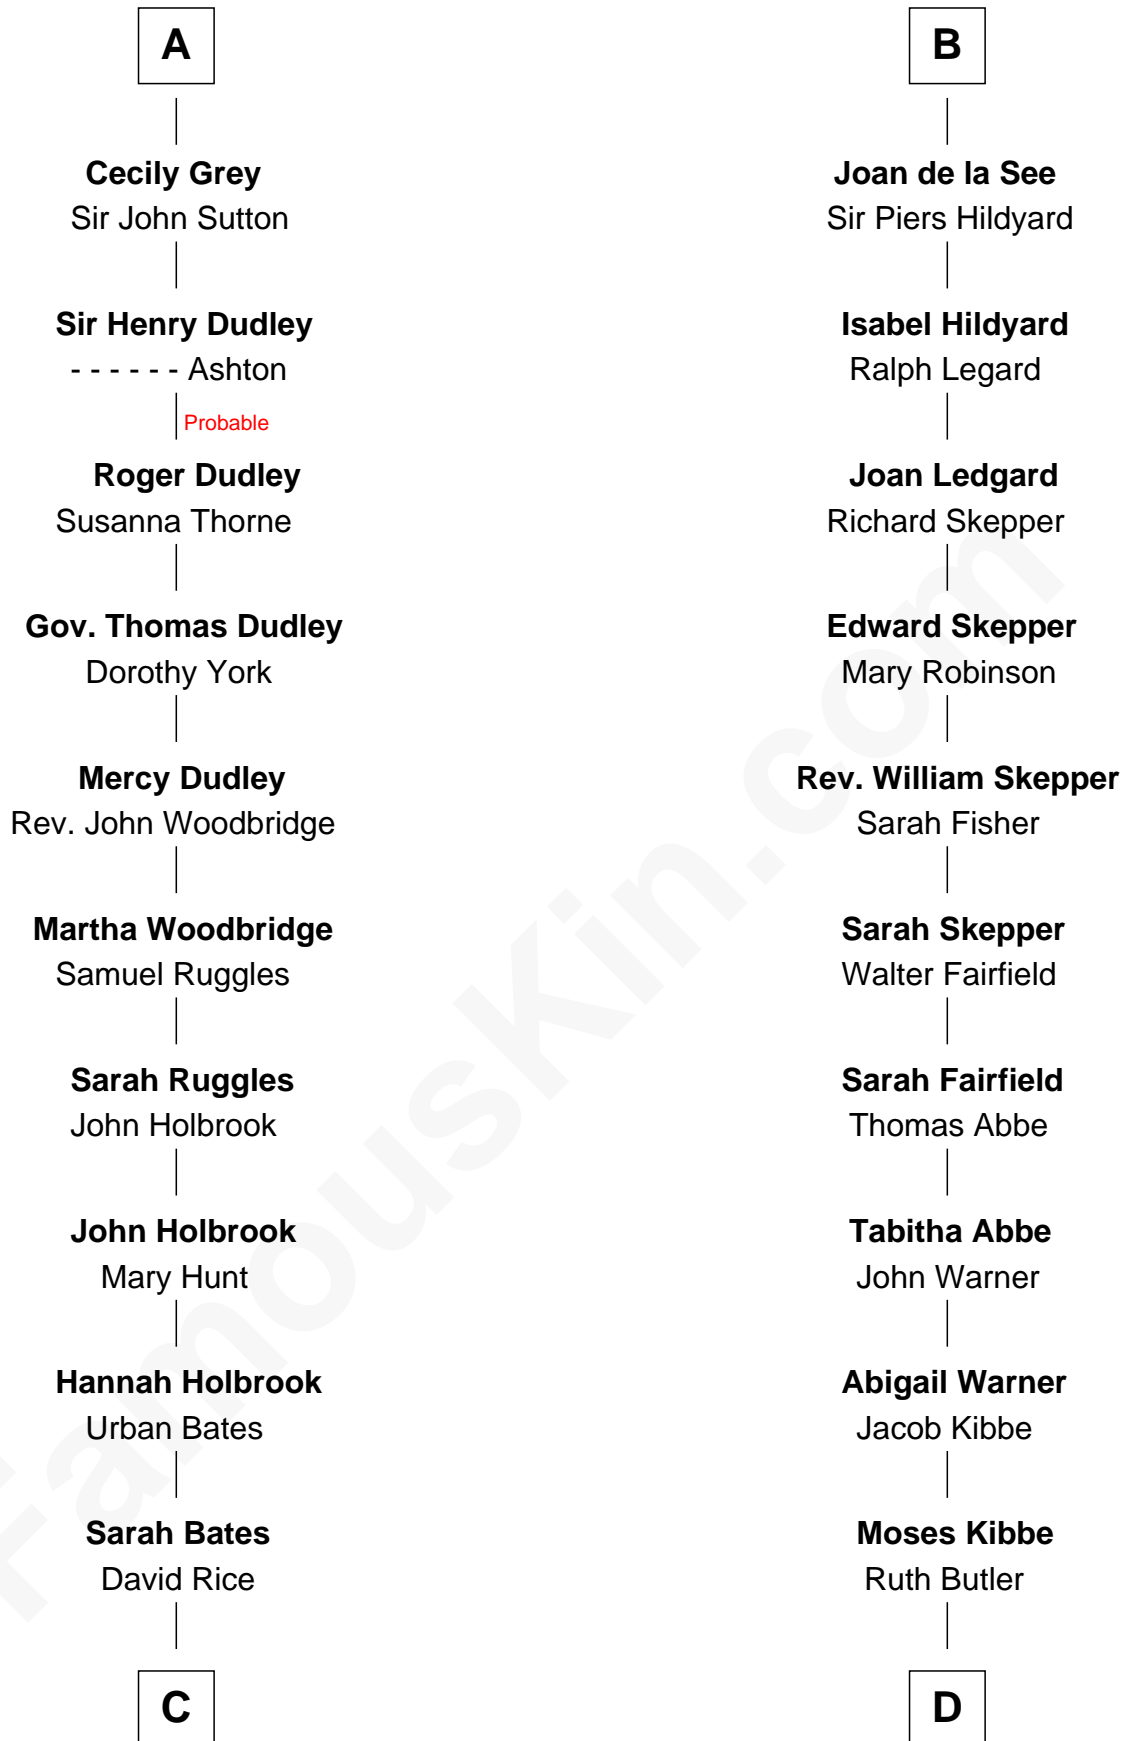 A
Cecily Grey
Sir John Sutton
Sir Henry Dudley
- - - - - - Ashton
Probable
Roger Dudley
Susanna Thorne
Gov. Thomas Dudley
Dorothy York
Mercy Dudley
Rev. John Woodbridge
Martha Woodbridge
Samuel Ruggles
Sarah Ruggles
John Holbrook
John Holbrook
Mary Hunt
Hannah Holbrook
Urban Bates
Sarah Bates
David Rice
C
B
Joan de la See
Sir Piers Hildyard
Isabel Hildyard
Ralph Legard
Joan Ledgard
Richard Skepper
Edward Skepper
Mary Robinson
Rev. William Skepper
Sarah Fisher
Sarah Skepper
Walter Fairfield
Sarah Fairfield
Thomas Abbe
Tabitha Abbe
John Warner
Abigail Warner
Jacob Kibbe
Moses Kibbe
Ruth Butler
D
FamousKin.com